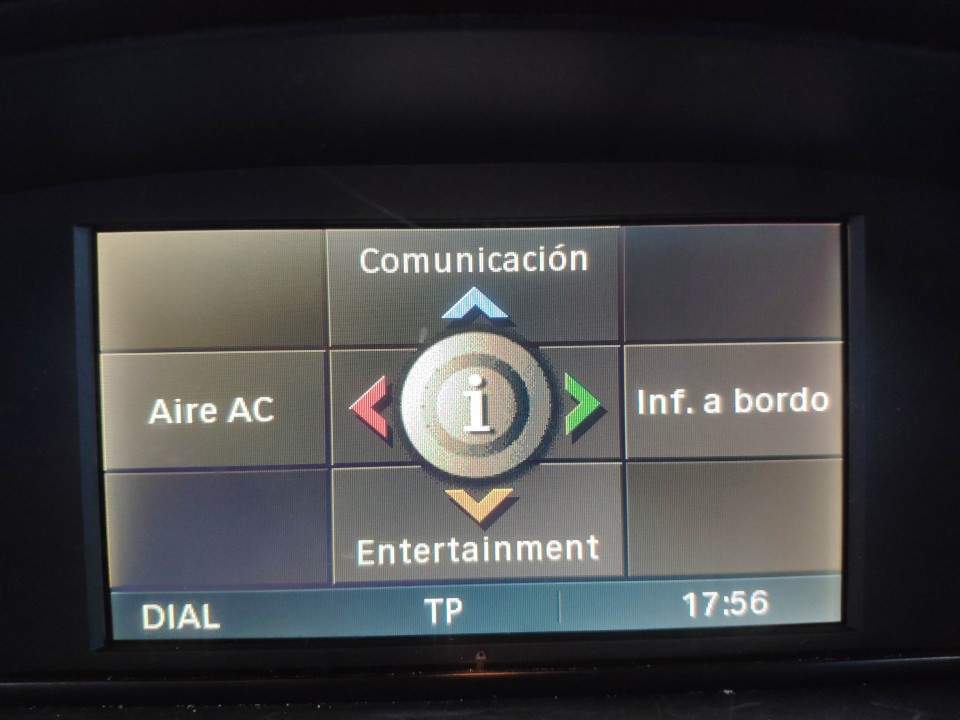 Comunicación
Aire AC
i
Inf. a bordo
Entertainment
DIAL
TP
17:56